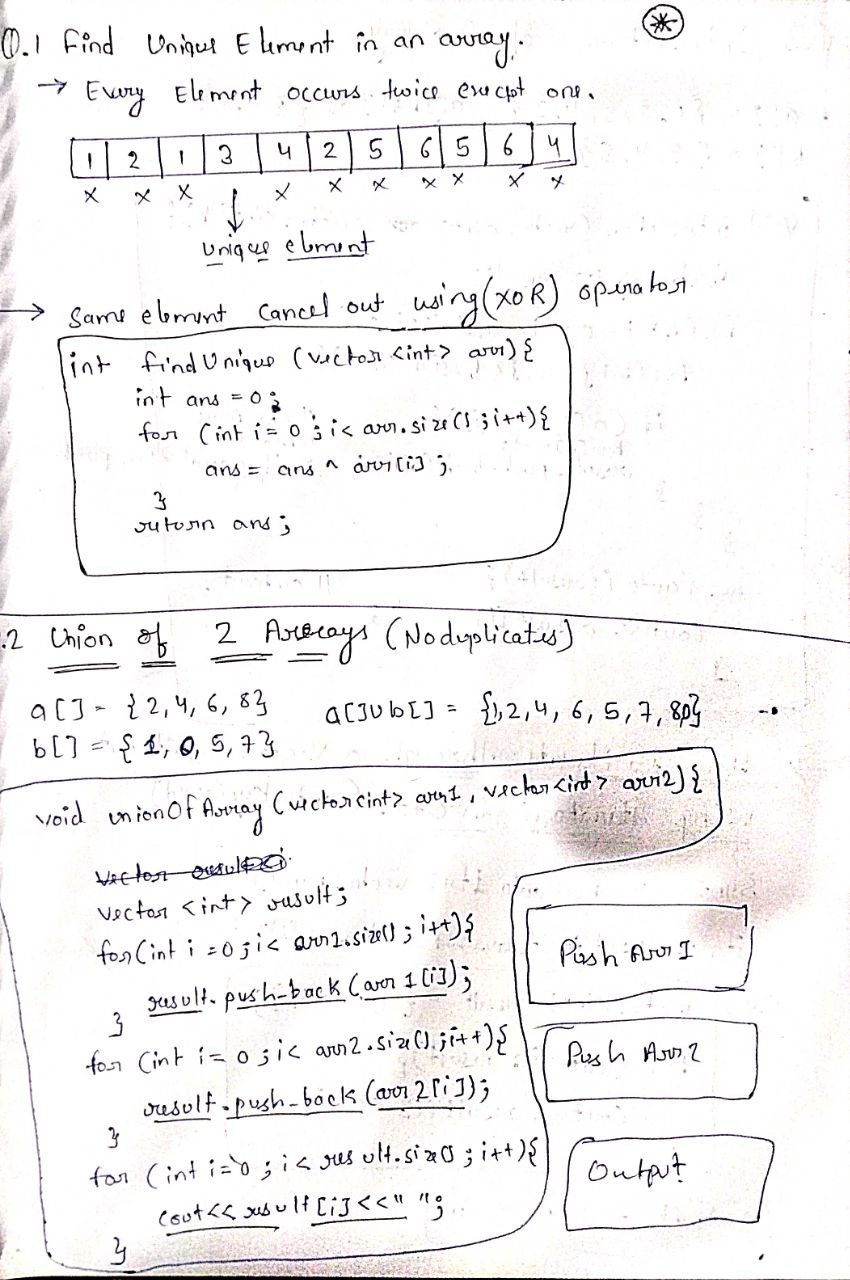 Q.1 Find Unique Element in an array.
→ Every Element occurs twice except one.
1 2 1 3 4 2 5 6 5 6 4
x x x x x x x x x x
unique element
→ Same element Cancel out using (XOR) operator
int findUnique (vector <int> arr) {
int ans = 0;
for (int i = 0; i < arr.size(); i++) {
ans = ans ^ arr[i];
}
return ans;
.2 Union of 2 Arrays (No duplicates)
a[] = {2, 4, 6, 8} a[] ∪ b[] = {1, 2, 4, 6, 5, 7, 8, 0}
b[] = {1, 0, 5, 7}
void unionOfArray (vector<int> arr1, vector<int> arr2) {
vector <int> result;
for (int i = 0; i < arr1.size(); i++) {
result.push_back (arr1[i]);
}
for (int i = 0; i < arr2.size(); i++) {
result.push_back (arr2[i]);
}
for (int i = 0; i < result.size(); i++) {
cout << result[i] << " ";
}
Push Arr 1
Push Arr 2
Output